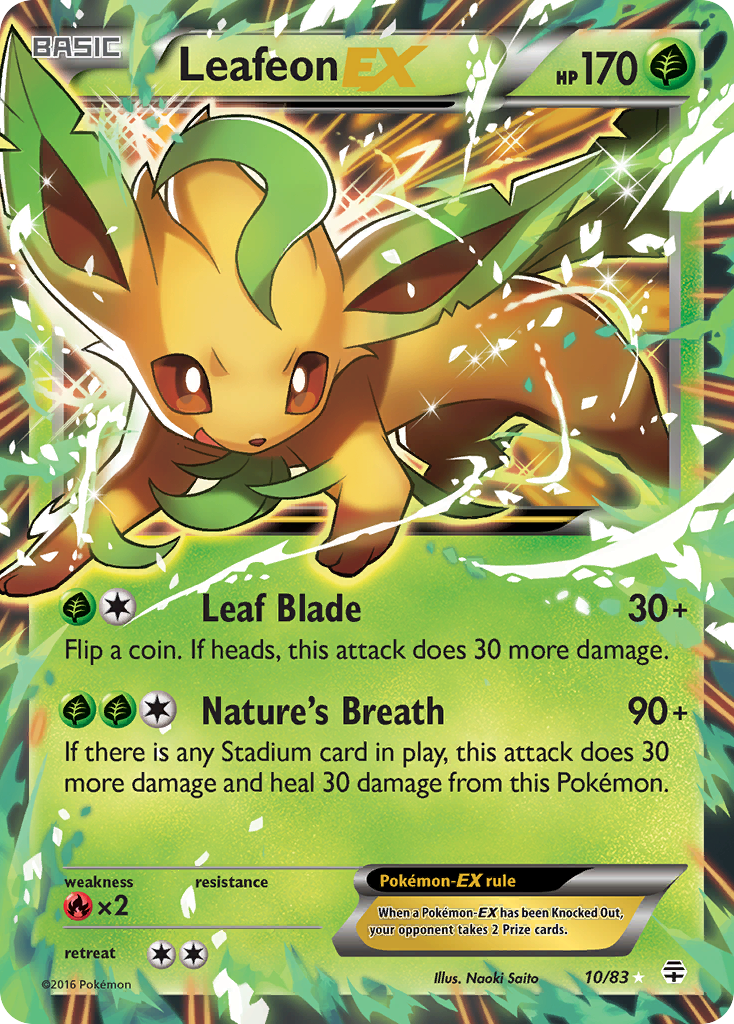 BASIC
Leafeon EX
HP 170
Leaf Blade 30+
Flip a coin. If heads, this attack does 30 more damage.
Nature's Breath 90+
If there is any Stadium card in play, this attack does 30
more damage and heal 30 damage from this Pokémon.
weakness resistance
×2
retreat
Pokémon-EX rule
When a Pokémon-EX has been Knocked Out,
your opponent takes 2 Prize cards.
©2016 Pokémon
Illus. Naoki Saito
10/83